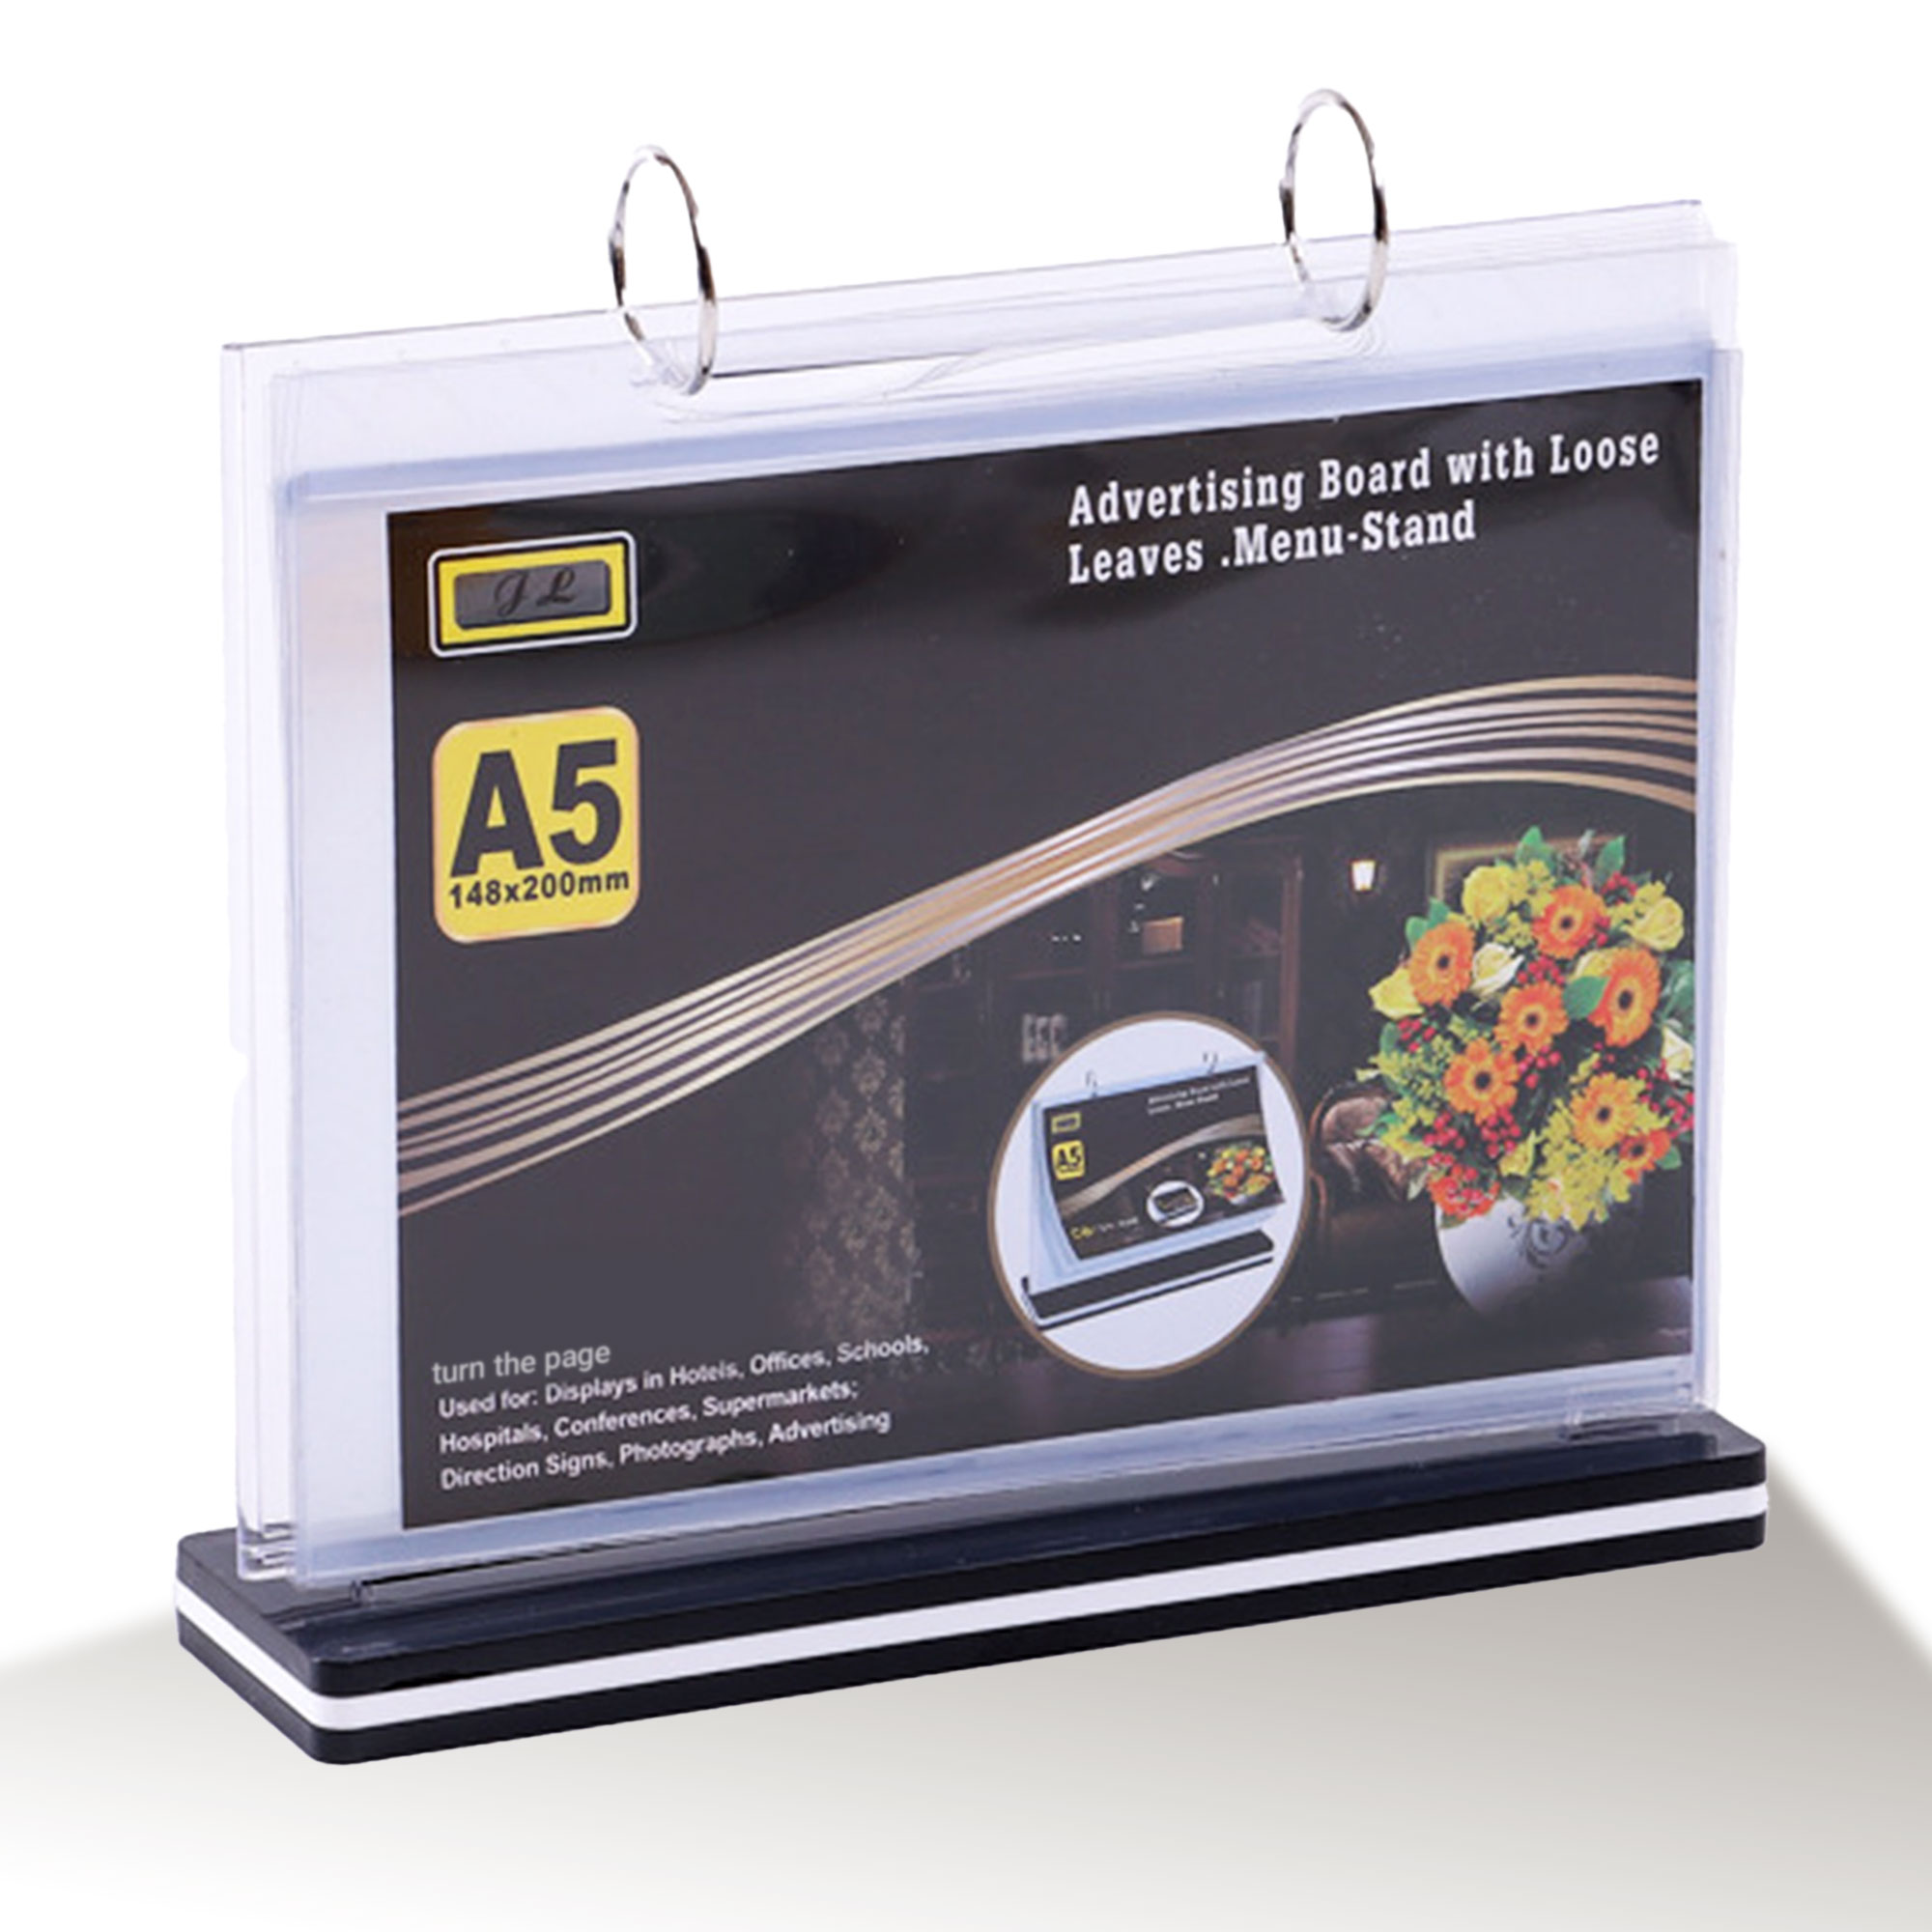 Advertising Board with Loose
Leaves .Menu-Stand
JL
A5
148x200mm
A5
turn the page
Used for: Displays in Hotels, Offices, Schools,
Hospitals, Conferences, Supermarkets;
Direction Signs, Photographs, Advertising